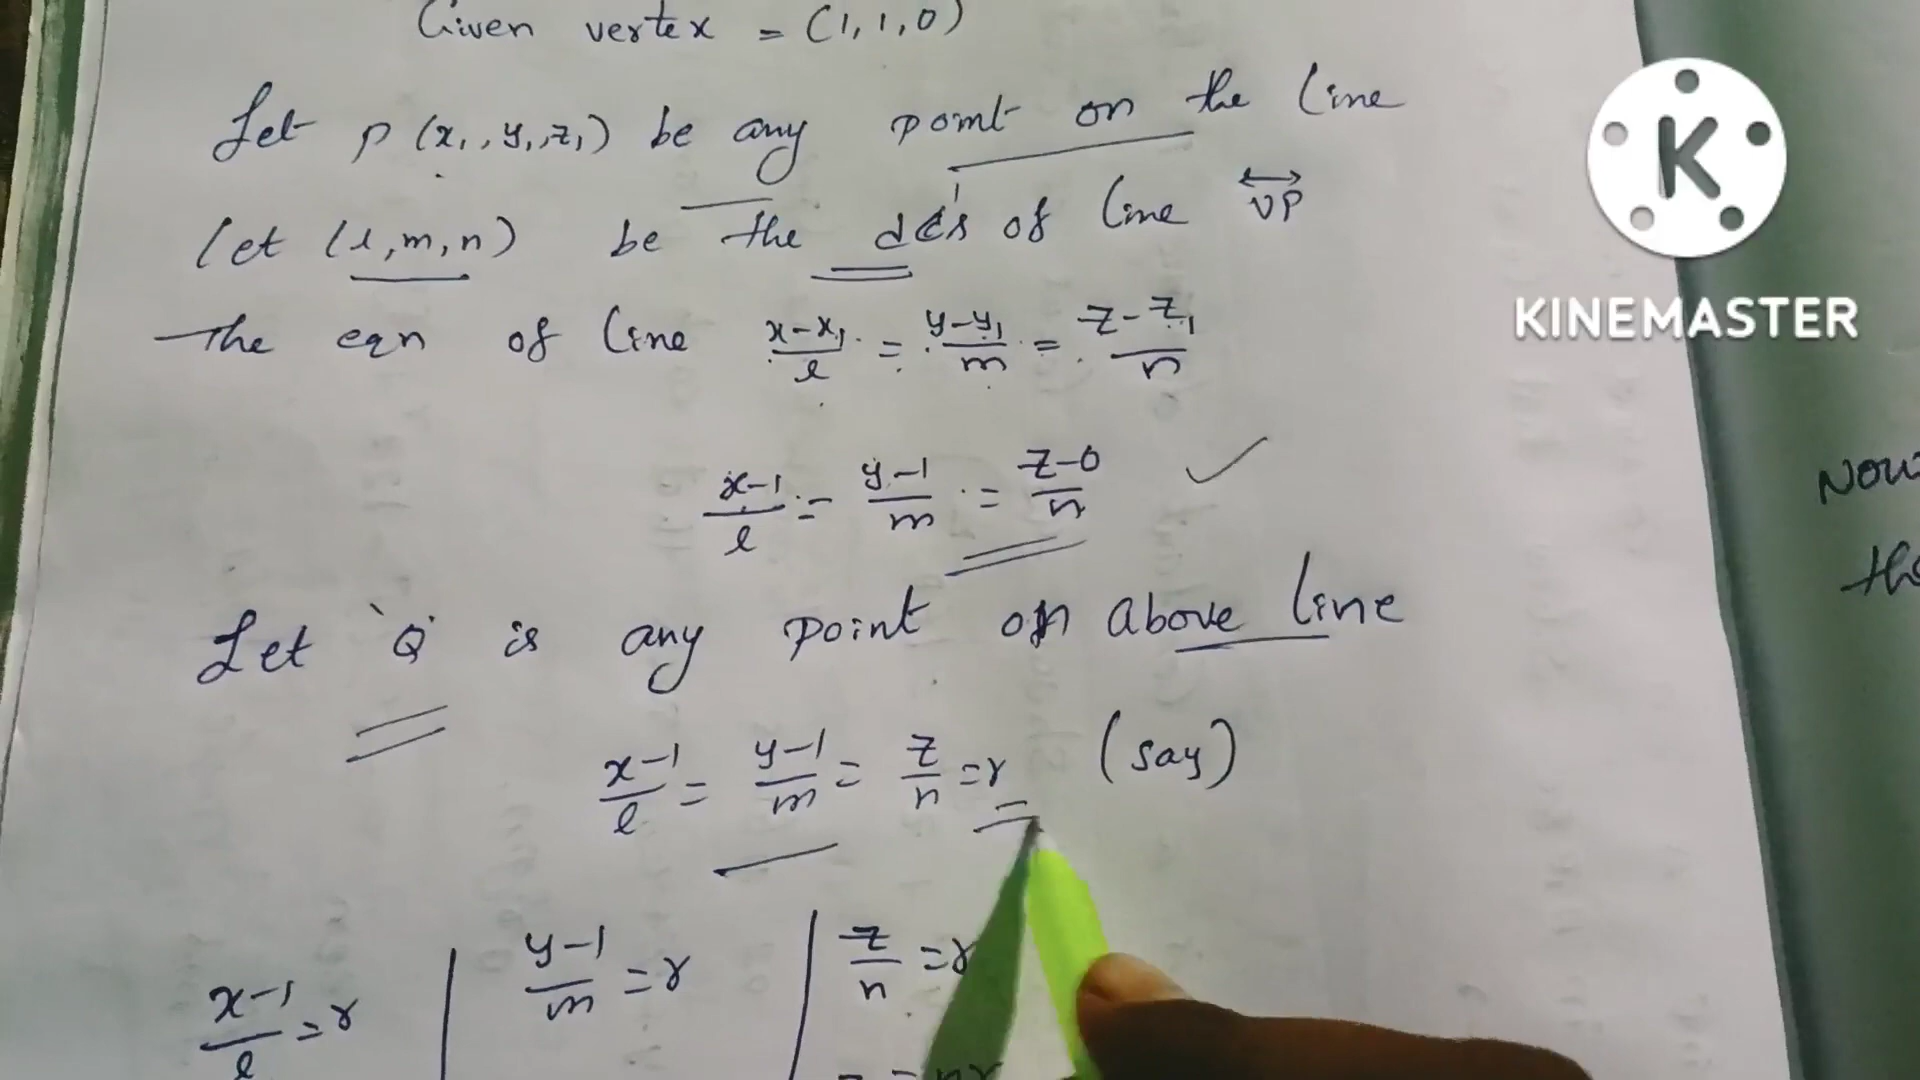 Given vertex = (1, 1, 0)
Let P (x₁, y₁, z₁) be any point on the line
let (l, m, n) be the dc's of line VP
The eqn of line x-x₁/l = y-y₁/m = z-z₁/n
x-1/l = y-1/m = z-0/n ✓
Let 'Q' is any point on above line
x-1/l = y-1/m = z/n = r (say)
x-1/l = r | y-1/m = r | z/n = r
K
KINEMASTER
Now